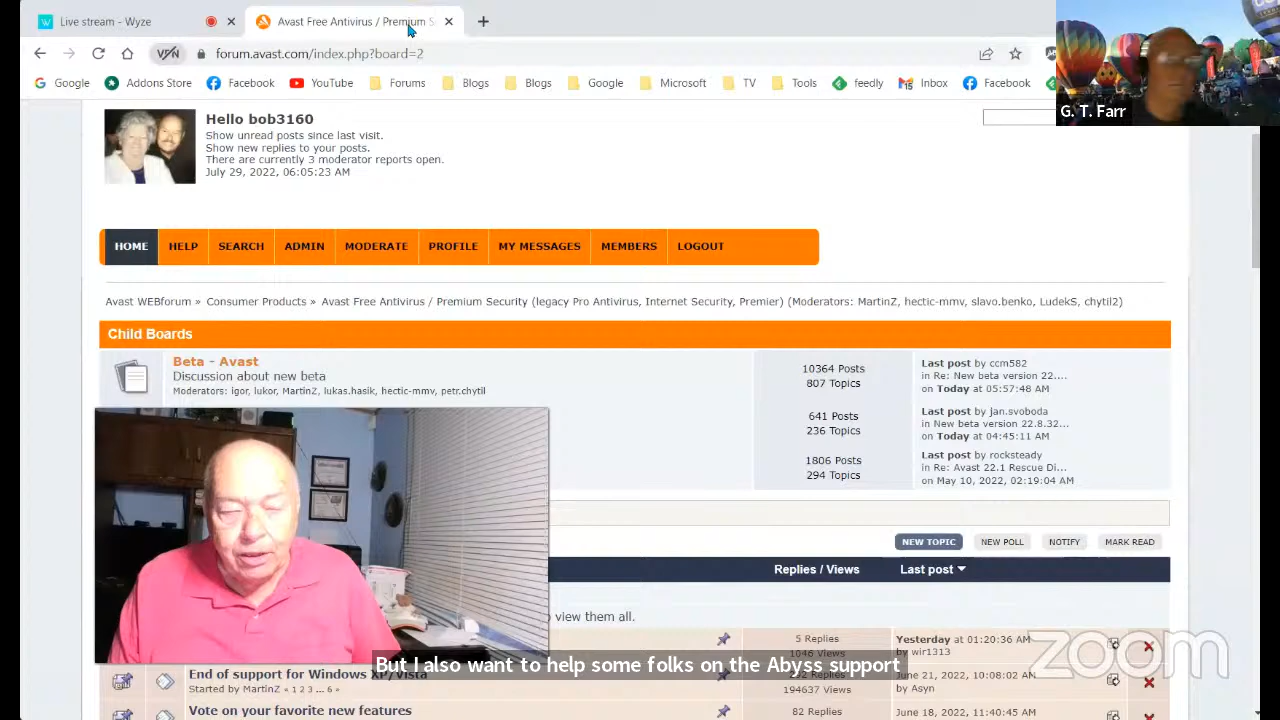 Live stream - Wyze
Avast Free Antivirus / Premium S
VPN
forum.avast.com/index.php?board=2
Google
Addons Store
Facebook
YouTube
Forums
Blogs
Blogs
Google
Microsoft
TV
Tools
feedly
Inbox
Facebook
G. T. Farr
Hello bob3160
Show unread posts since last visit.
Show new replies to your posts.
There are currently 3 moderator reports open.
July 29, 2022, 06:05:23 AM
HOME HELP SEARCH ADMIN MODERATE PROFILE MY MESSAGES MEMBERS LOGOUT
Avast WEBforum » Consumer Products » Avast Free Antivirus / Premium Security (legacy Pro Antivirus, Internet Security, Premier) (Moderators: MartinZ, hectic-mmv, slavo.benko, LudekS, chytil2)
Child Boards
Beta - Avast
Discussion about new beta
Moderators: igor, lukor, MartinZ, lukas.hasik, hectic-mmv, petr.chytil
10364 Posts
807 Topics
Last post by ccm582
in Re: New beta version 22....
on Today at 05:57:48 AM
641 Posts
236 Topics
Last post by jan.svoboda
in New beta version 22.8.32...
on Today at 04:45:11 AM
1806 Posts
294 Topics
Last post by rocksteady
in Re: Avast 22.1 Rescue Di...
on May 10, 2022, 02:19:04 AM
NEW TOPIC NEW POLL NOTIFY MARK READ
Replies / Views Last post
view them all.
5 Replies
1046 Views
Yesterday at 01:20:36 AM
by wir1313
End of support for Windows XP/Vista
Started by MartinZ « 1 2 3 ... 6 »
Replies
194637 Views
June 21, 2022, 10:08:02 AM
by Asyn
Vote on your favorite new features
82 Replies
June 18, 2022, 11:40:45 AM
But I also want to help some folks on the Abyss support
zoom